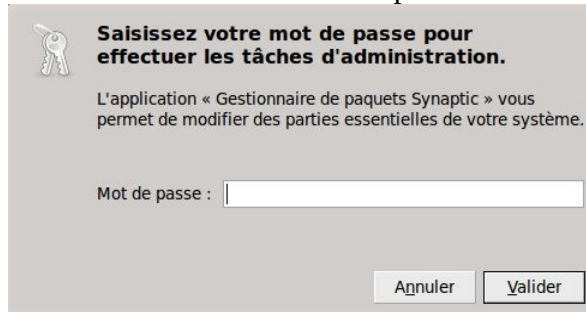 Saisissez votre mot de passe pour
effectuer les tâches d'administration.
L'application « Gestionnaire de paquets Synaptic » vous
permet de modifier des parties essentielles de votre système.
Mot de passe :
Annuler
Valider